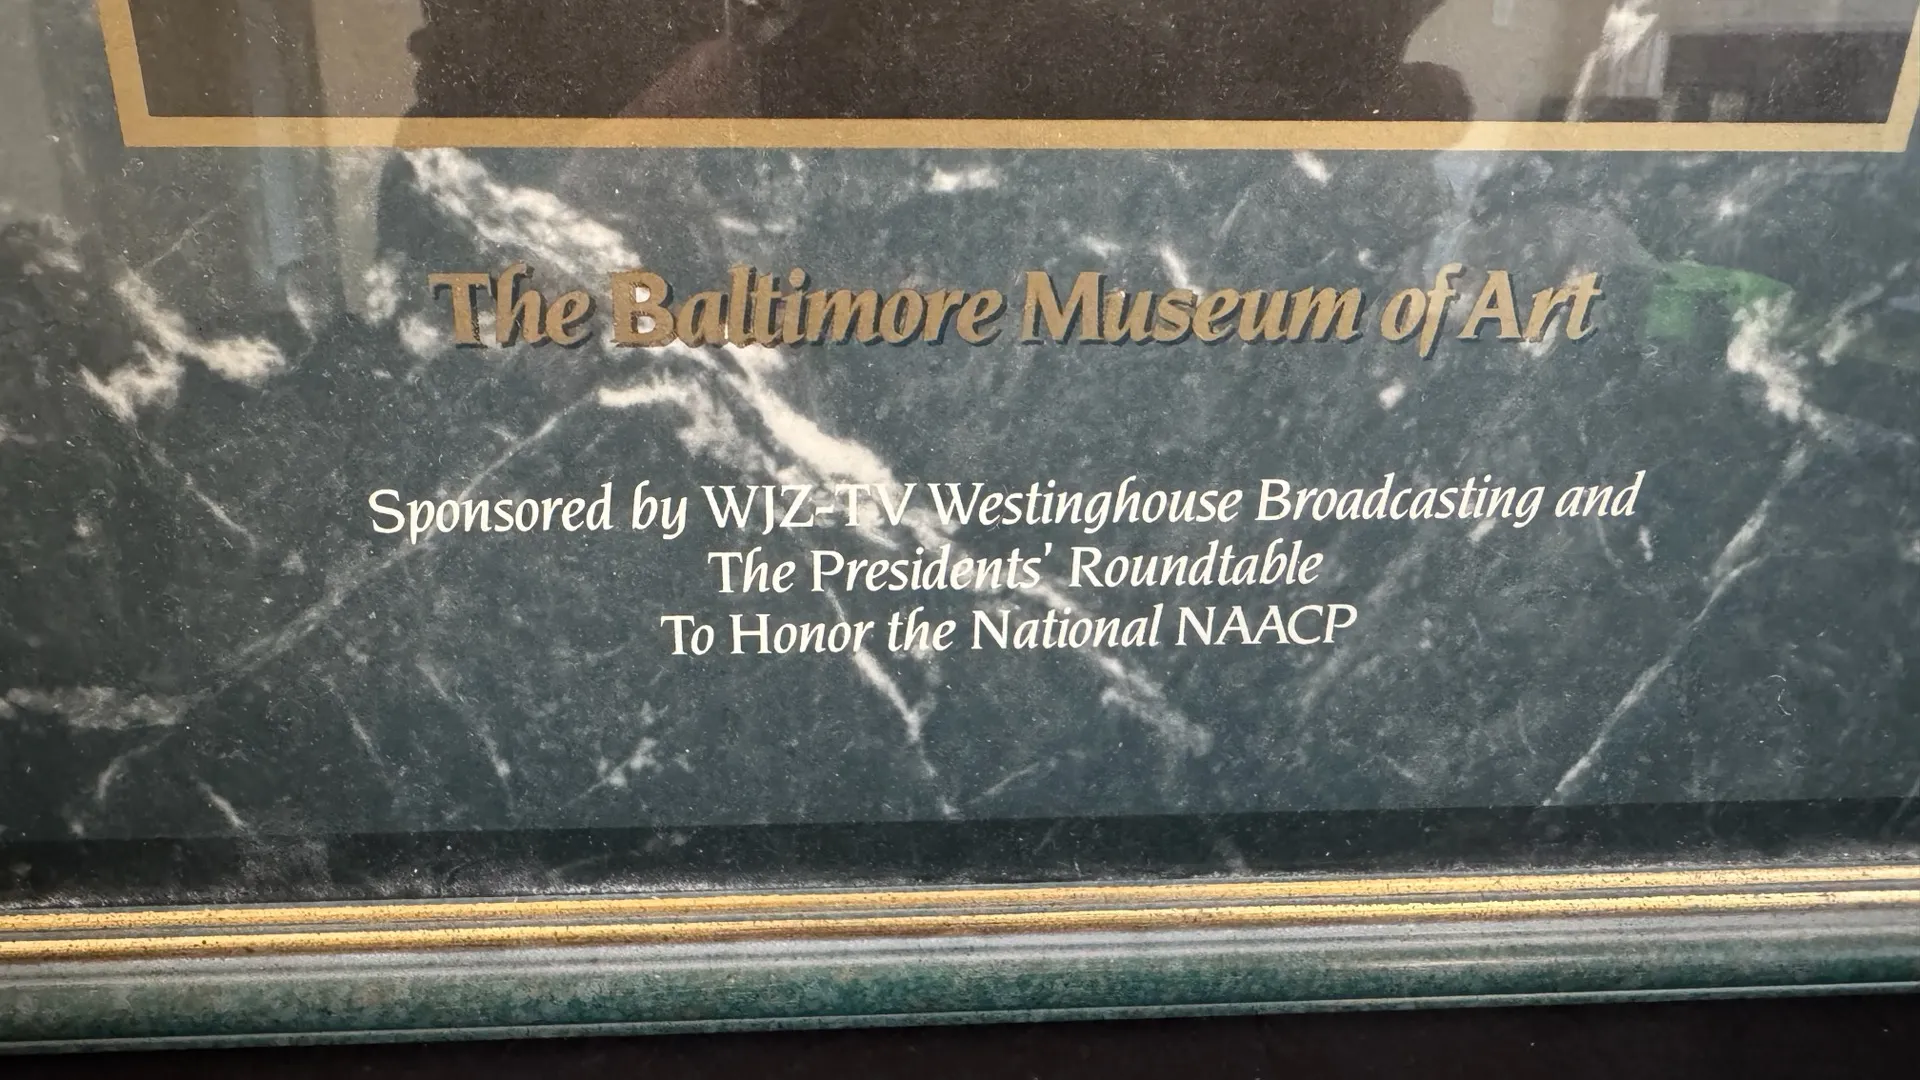 The Baltimore Museum of Art
Sponsored by WJZ-TV Westinghouse Broadcasting and
The Presidents' Roundtable
To Honor the National NAACP